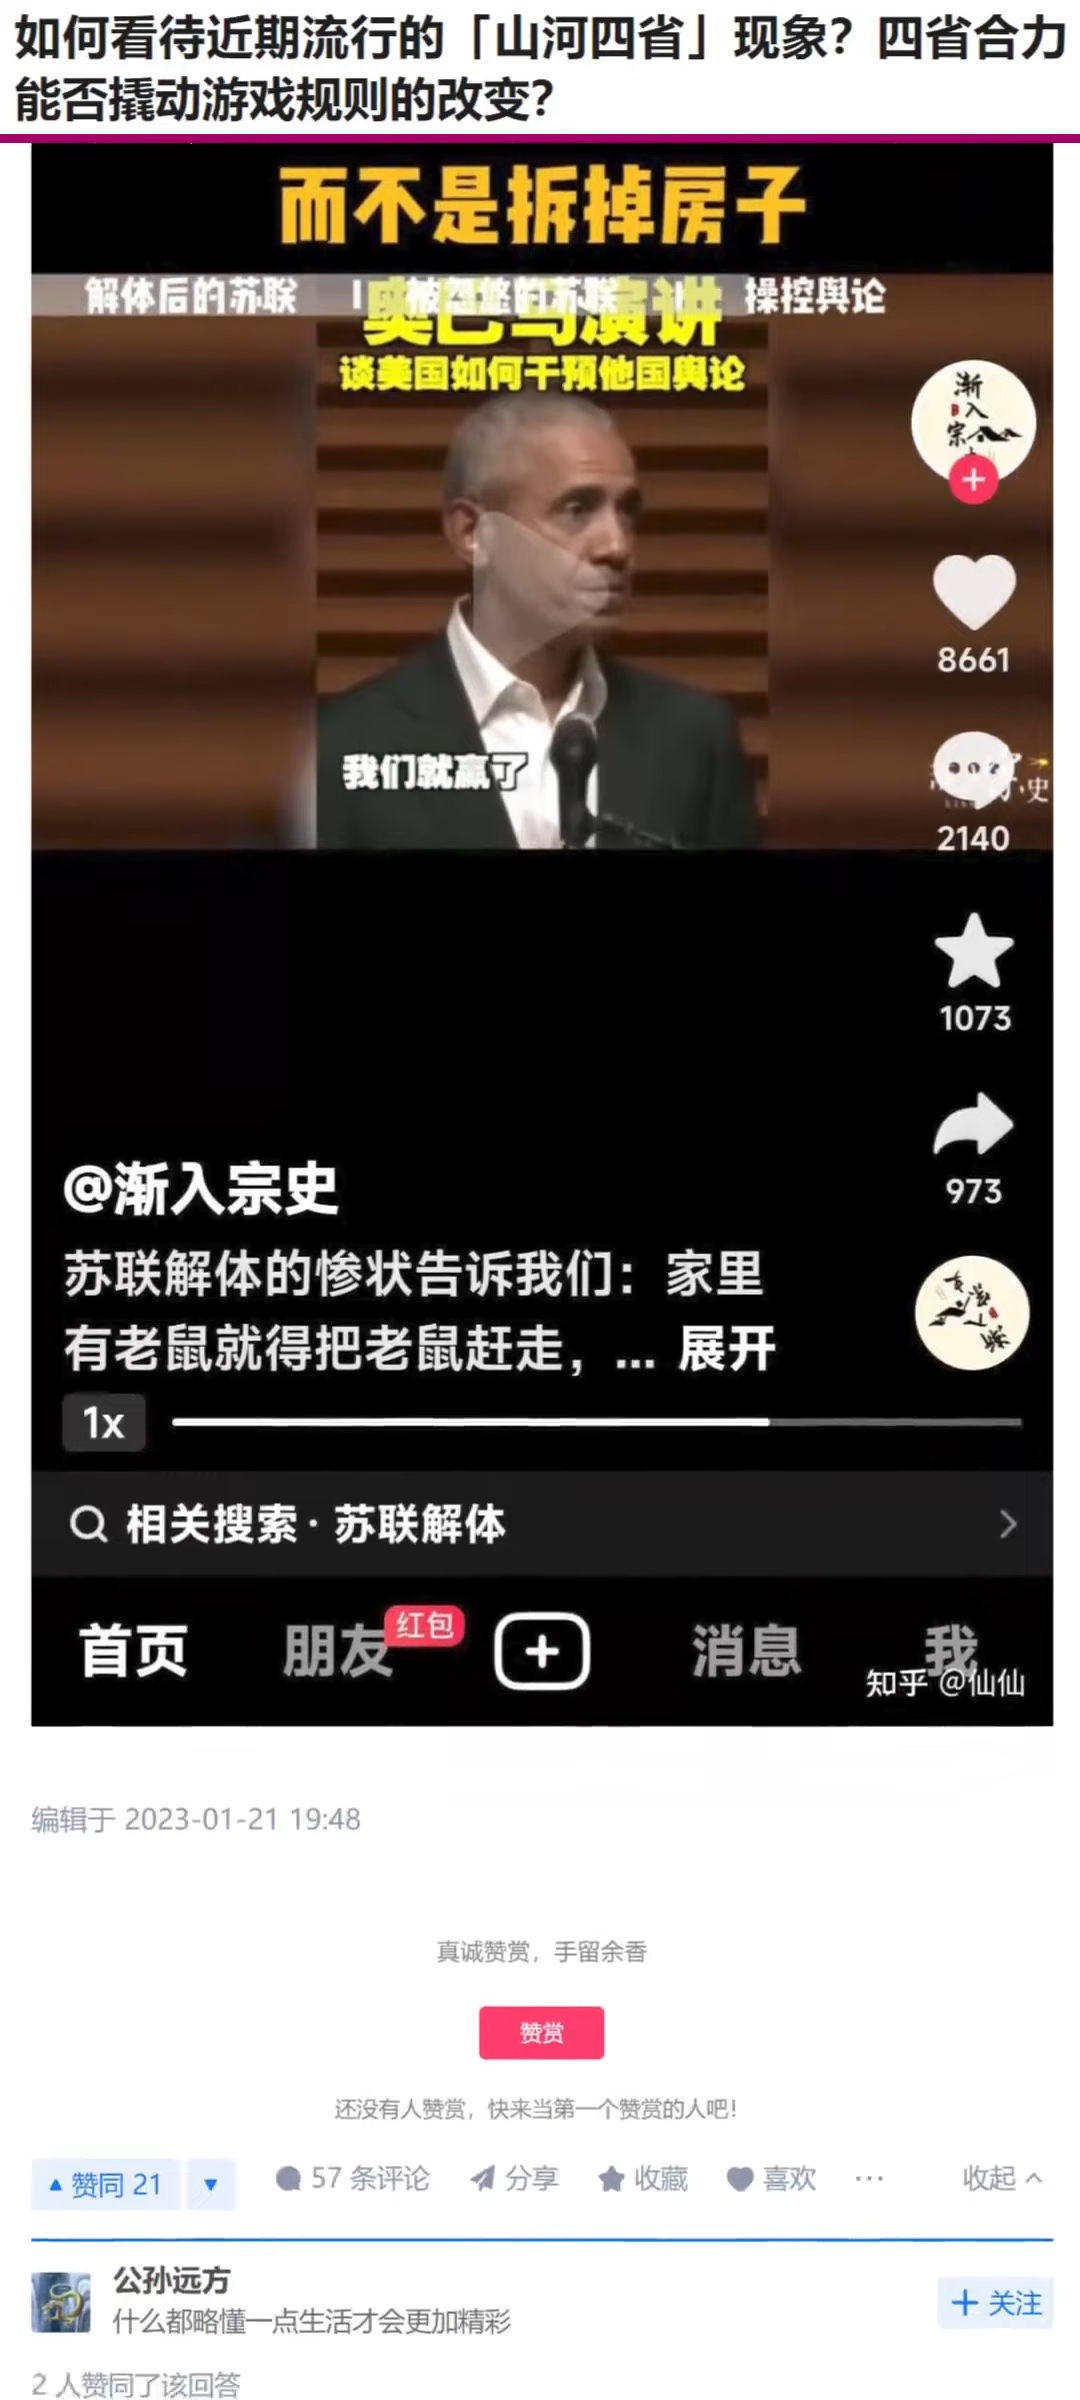 如何看待近期流行的「山河四省」现象？四省合力
能否撬动游戏规则的改变？
而不是拆掉房子
解体后的苏联 | 被忽悠的苏联 | 操控舆论
奥巴马演讲
谈美国如何干预他国舆论
渐入宗史
8661
我们就赢了
2140
1073
973
@渐入宗史
苏联解体的惨状告诉我们：家里
有老鼠就得把老鼠赶走，... 展开
1x
相关搜索·苏联解体
首页
朋友
红包
消息
我
知乎 @仙仙
编辑于 2023-01-21 19:48
真诚赞赏，手留余香
赞赏
还没有人赞赏，快来当第一个赞赏的人吧！
赞同 21
57 条评论
分享
收藏
喜欢
收起
公孙远方
什么都略懂一点生活才会更加精彩
关注
2 人赞同了该回答